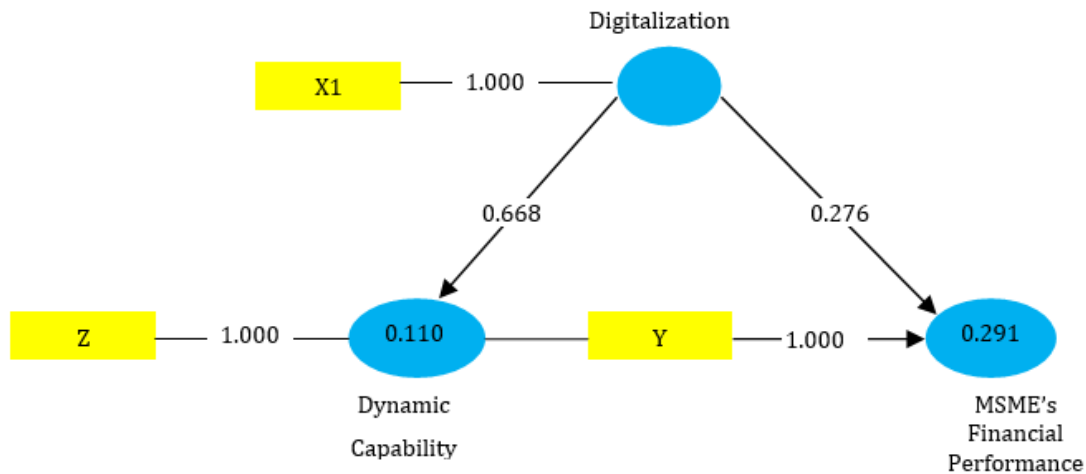 Digitalization
X1
1.000
0.668
0.276
Z
1.000
0.110
Y
1.000
0.291
Dynamic
Capability
MSME's
Financial
Performance